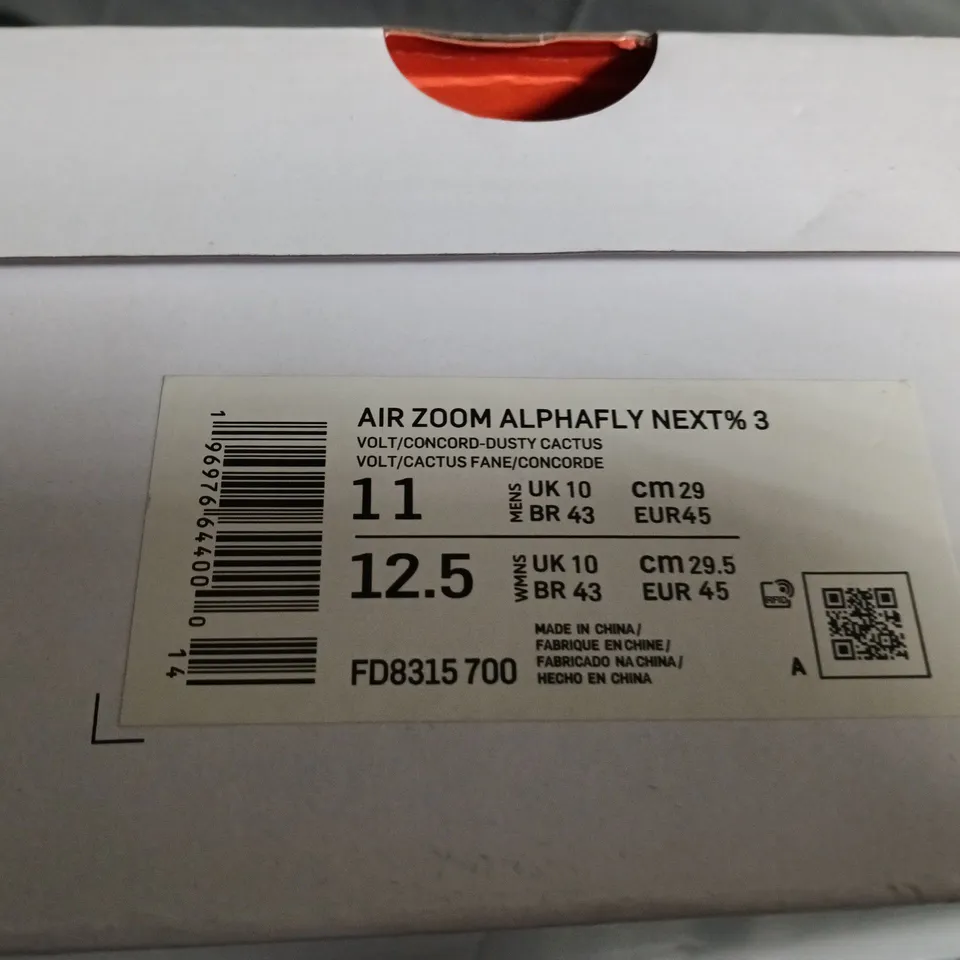 AIR ZOOM ALPHAFLY NEXT% 3
VOLT/CONCORD-DUSTY CACTUS
VOLT/CACTUS FANE/CONCORDE
11
MENS
UK 10
cm 29
BR 43
EUR45
12.5
WMNS
UK 10
cm 29.5
BR 43
EUR 45
RFID
FD8315 700
MADE IN CHINA/
FABRIQUE EN CHINE/
FABRICADO NA CHINA/
HECHO EN CHINA
A
1 96976 64400 0
14